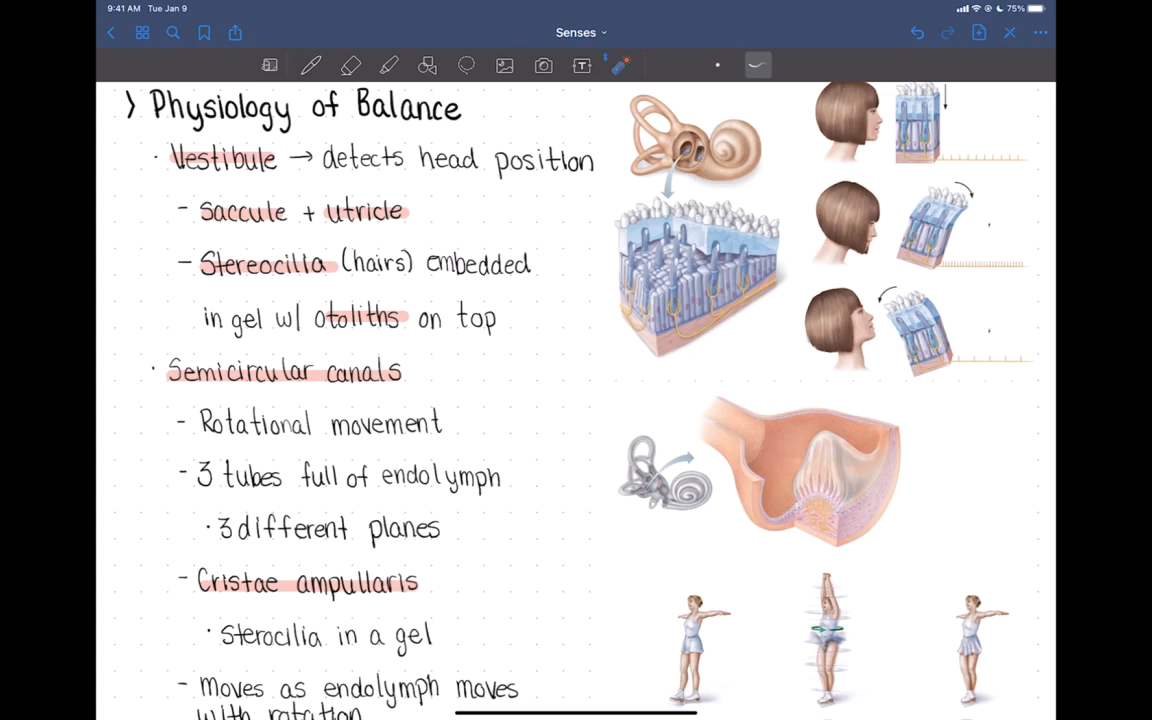 9:41 AM Tue Jan 9
75%
Senses
> Physiology of Balance
· Vestibule → detects head position
- saccule + utricle
- Stereocilia (hairs) embedded
in gel w/ otoliths on top
· Semicircular canals
- Rotational movement
- 3 tubes full of endolymph
· 3 different planes
- Cristae ampullaris
· sterocilia in a gel
- Moves as endolymph moves
with rotation